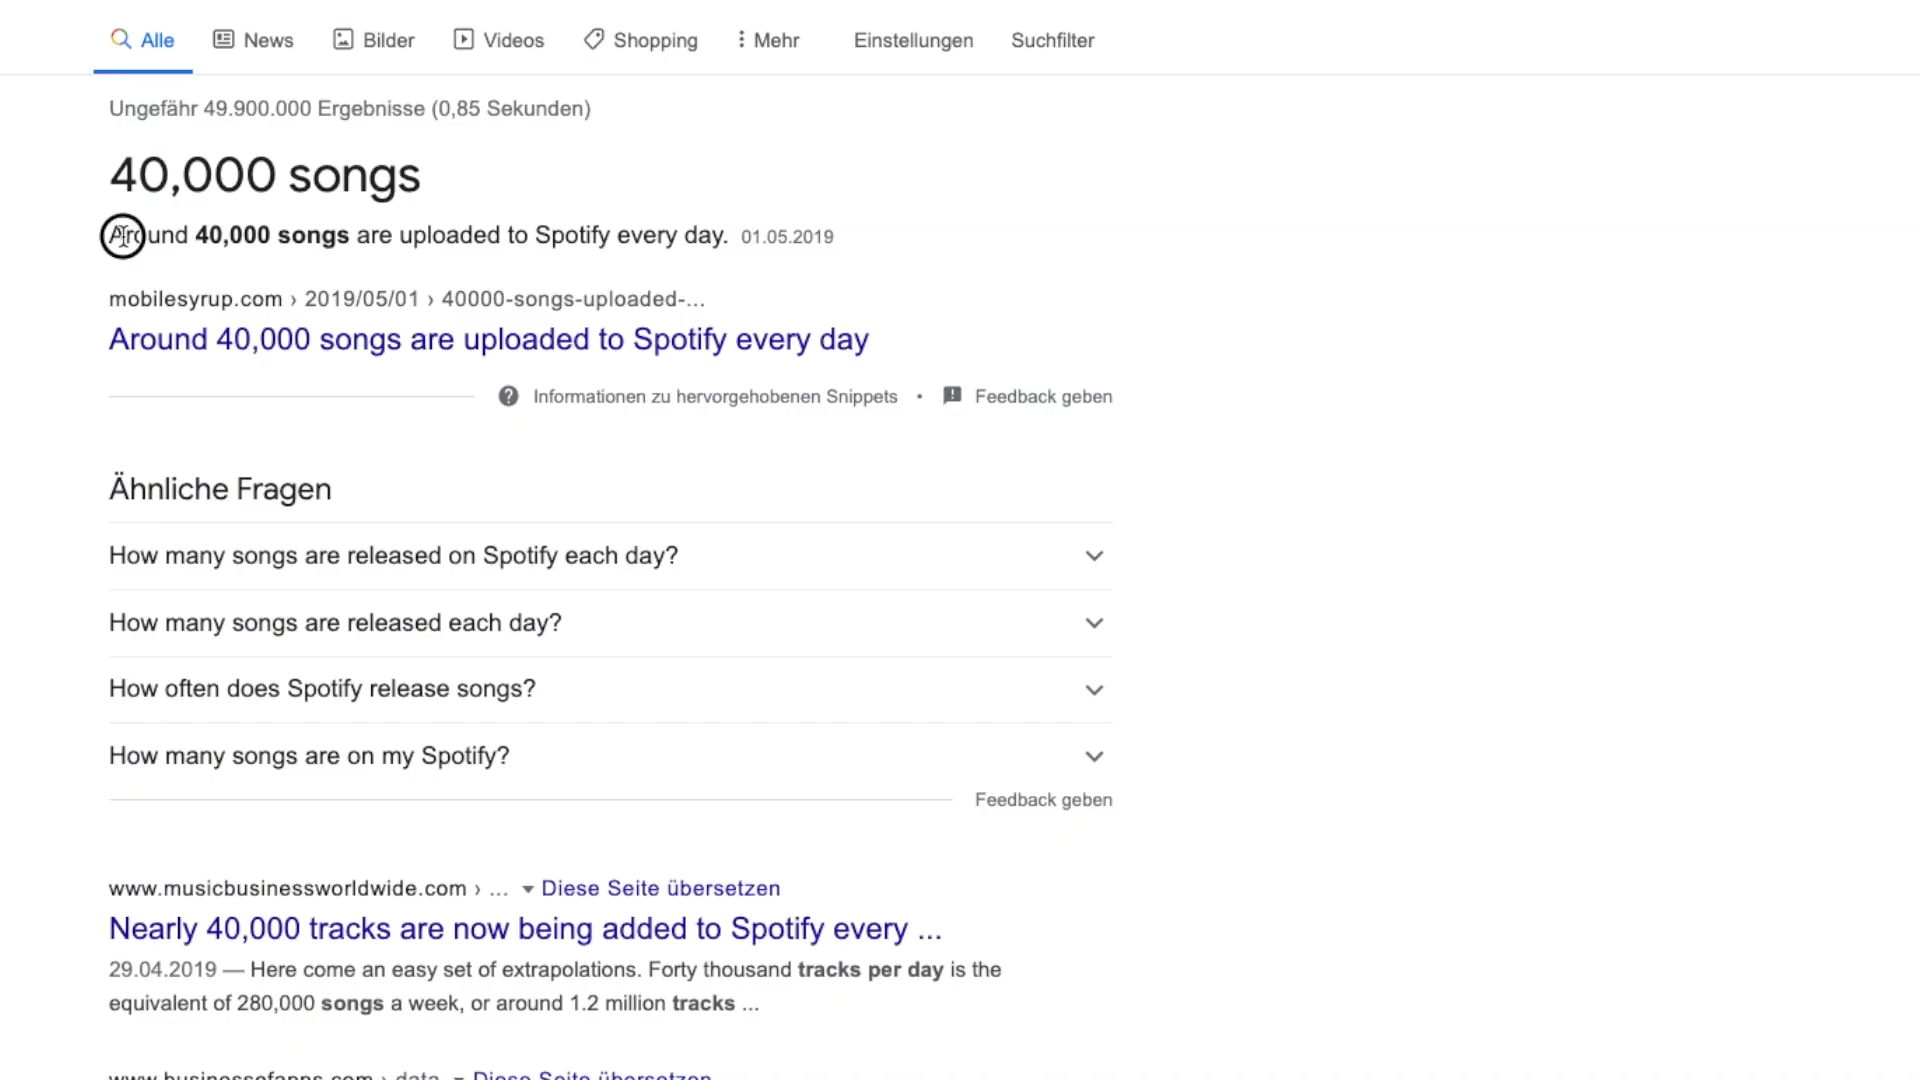 Alle News Bilder Videos Shopping Mehr Einstellungen Suchfilter
Ungefähr 49.900.000 Ergebnisse (0,85 Sekunden)
40,000 songs
Around 40,000 songs are uploaded to Spotify every day. 01.05.2019
mobilesyrup.com › 2019/05/01 › 40000-songs-uploaded-...
Around 40,000 songs are uploaded to Spotify every day
Informationen zu hervorgehobenen Snippets • Feedback geben
Ähnliche Fragen
How many songs are released on Spotify each day?
How many songs are released each day?
How often does Spotify release songs?
How many songs are on my Spotify?
Feedback geben
www.musicbusinessworldwide.com › ... Diese Seite übersetzen
Nearly 40,000 tracks are now being added to Spotify every ...
29.04.2019 — Here come an easy set of extrapolations. Forty thousand tracks per day is the
equivalent of 280,000 songs a week, or around 1.2 million tracks ...
www.businessofapps.com › data Diese Seite übersetzen